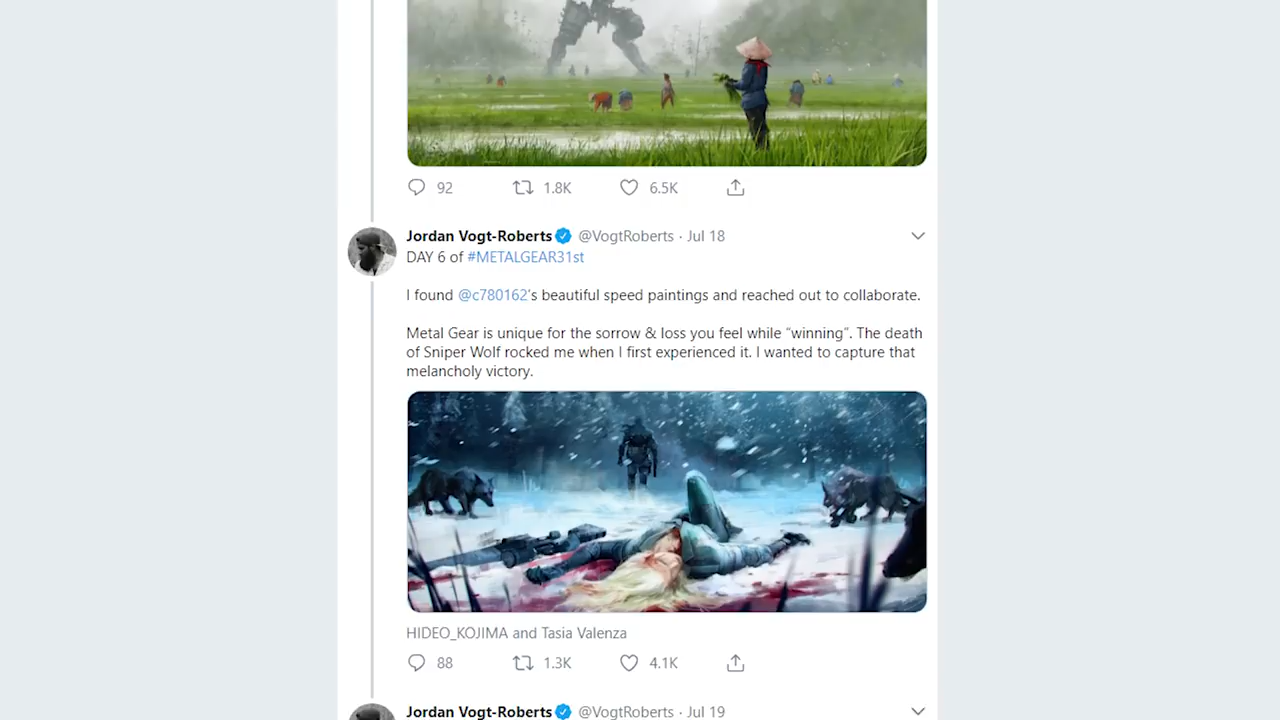 92 1.8K 6.5K
Jordan Vogt-Roberts @VogtRoberts · Jul 18
DAY 6 of #METALGEAR31st
I found @c780162's beautiful speed paintings and reached out to collaborate.
Metal Gear is unique for the sorrow & loss you feel while “winning”. The death
of Sniper Wolf rocked me when I first experienced it. I wanted to capture that
melancholy victory.
HIDEO_KOJIMA and Tasia Valenza
88 1.3K 4.1K
Jordan Vogt-Roberts @VogtRoberts · Jul 19